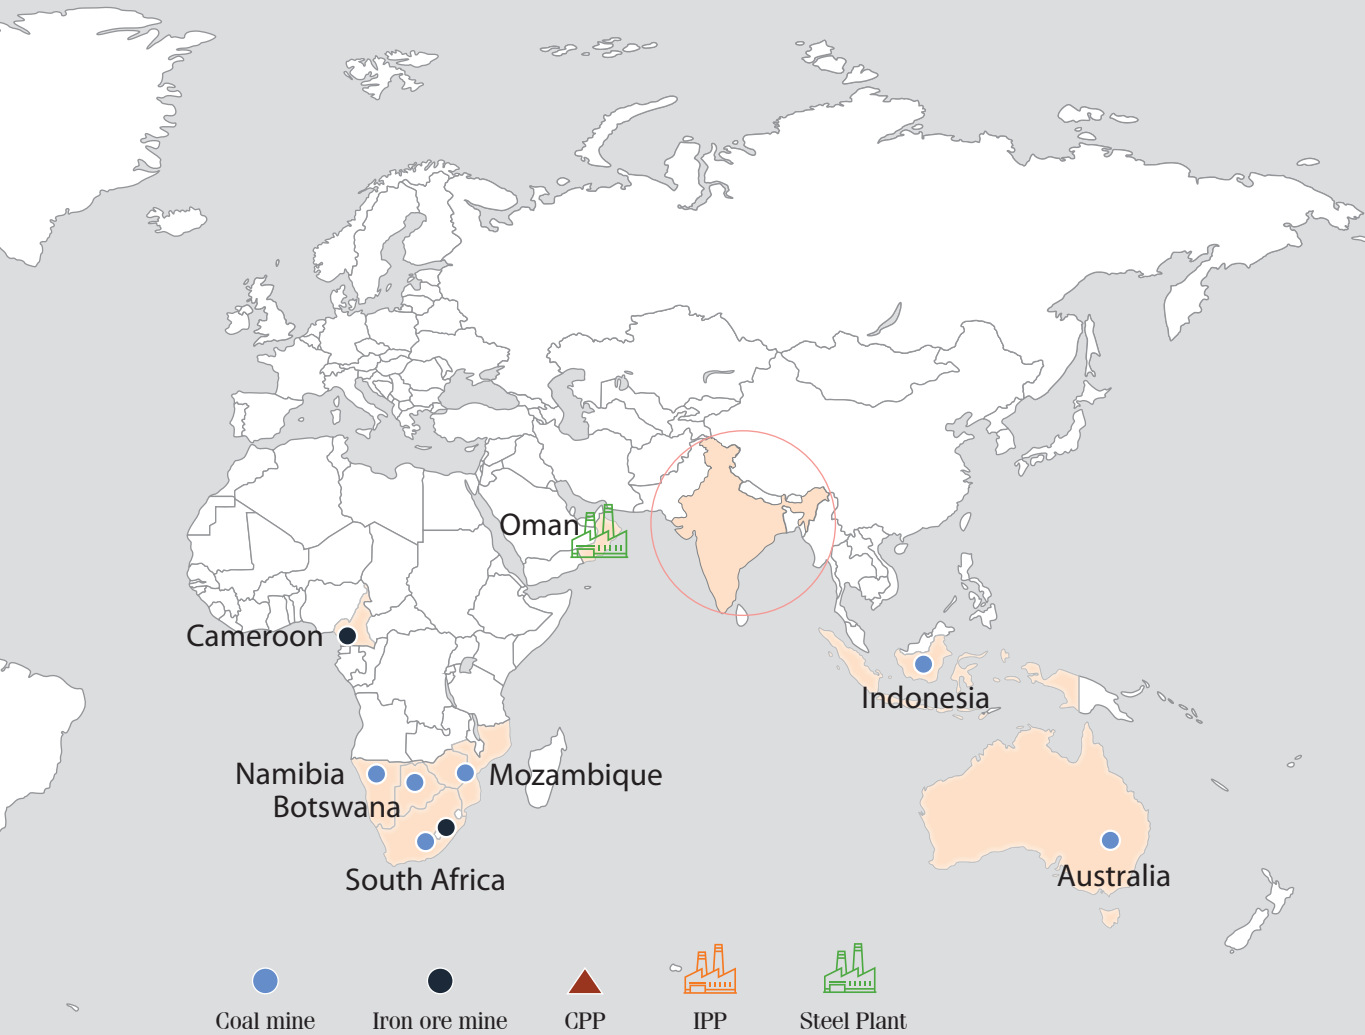 Oman
Cameroon
Indonesia
Namibia
Mozambique
Botswana
South Africa
Australia
Coal mine
Iron ore mine
CPP
IPP
Steel Plant